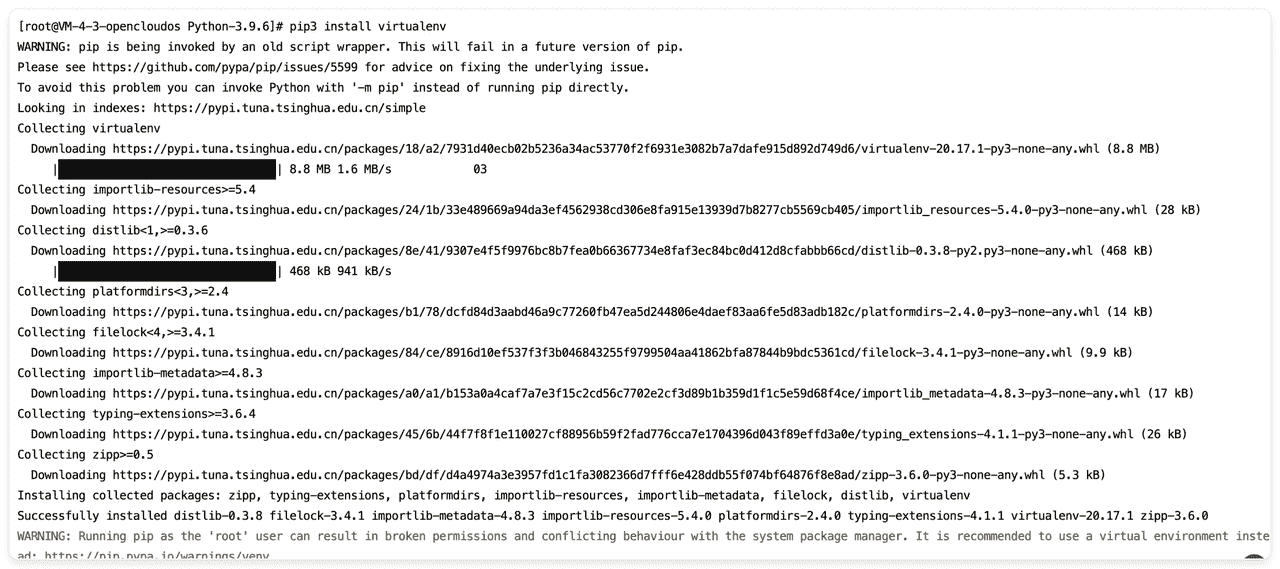 [root@VM-4-3-opencloudos Python-3.9.6]# pip3 install virtualenv
WARNING: pip is being invoked by an old script wrapper. This will fail in a future version of pip.
Please see https://github.com/pypa/pip/issues/5599 for advice on fixing the underlying issue.
To avoid this problem you can invoke Python with '-m pip' instead of running pip directly.
Looking in indexes: https://pypi.tuna.tsinghua.edu.cn/simple
Collecting virtualenv
Downloading https://pypi.tuna.tsinghua.edu.cn/packages/18/a2/7931d40ecb02b5236a34ac53770f2f6931e3082b7a7dafe915d892d749d6/virtualenv-20.17.1-py3-none-any.whl (8.8 MB)
| | 8.8 MB 1.6 MB/s 03
Collecting importlib-resources>=5.4
Downloading https://pypi.tuna.tsinghua.edu.cn/packages/24/1b/33e489669a94da3ef4562938cd306e8fa915e13939d7b8277cb5569cb405/importlib_resources-5.4.0-py3-none-any.whl (28 kB)
Collecting distlib<1,>=0.3.6
Downloading https://pypi.tuna.tsinghua.edu.cn/packages/8e/41/9307e4f5f9976bc8b7fea0b66367734e8faf3ec84bc0d412d8cfabbb66cd/distlib-0.3.8-py2.py3-none-any.whl (468 kB)
| | 468 kB 941 kB/s
Collecting platformdirs<3,>=2.4
Downloading https://pypi.tuna.tsinghua.edu.cn/packages/b1/78/dcfd84d3aabd46a9c77260fb47ea5d244806e4daef83aa6fe5d83adb182c/platformdirs-2.4.0-py3-none-any.whl (14 kB)
Collecting filelock<4,>=3.4.1
Downloading https://pypi.tuna.tsinghua.edu.cn/packages/84/ce/8916d10ef537f3f3b046843255f9799504aa41862bfa87844b9bdc5361cd/filelock-3.4.1-py3-none-any.whl (9.9 kB)
Collecting importlib-metadata>=4.8.3
Downloading https://pypi.tuna.tsinghua.edu.cn/packages/a0/a1/b153a0a4caf7a7e3f15c2cd56c7702e2cf3d89b1b359d1f1c5e59d68f4ce/importlib_metadata-4.8.3-py3-none-any.whl (17 kB)
Collecting typing-extensions>=3.6.4
Downloading https://pypi.tuna.tsinghua.edu.cn/packages/45/6b/44f7f8f1e110027cf88956b59f2fad776cca7e1704396d043f89effd3a0e/typing_extensions-4.1.1-py3-none-any.whl (26 kB)
Collecting zipp>=0.5
Downloading https://pypi.tuna.tsinghua.edu.cn/packages/bd/df/d4a4974a3e3957fd1c1fa3082366d7fff6e428ddb55f074bf64876f8e8ad/zipp-3.6.0-py3-none-any.whl (5.3 kB)
Installing collected packages: zipp, typing-extensions, platformdirs, importlib-resources, importlib-metadata, filelock, distlib, virtualenv
Successfully installed distlib-0.3.8 filelock-3.4.1 importlib-metadata-4.8.3 importlib-resources-5.4.0 platformdirs-2.4.0 typing-extensions-4.1.1 virtualenv-20.17.1 zipp-3.6.0
WARNING: Running pip as the 'root' user can result in broken permissions and conflicting behaviour with the system package manager. It is recommended to use a virtual environment inste
ad: https://pip.pypa.io/warnings/venv